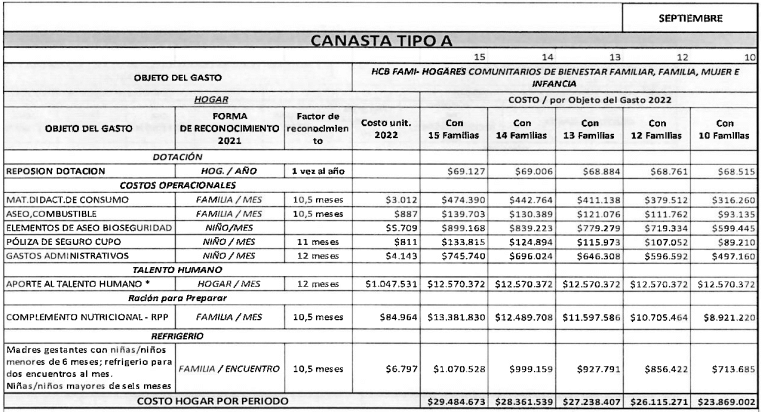 SEPTIEMBRE
CANASTA TIPO A
15 14 13 12 10
OBJETO DEL GASTO
HCB FAMI- HOGARES COMUNITARIOS DE BIENESTAR FAMILIAR, FAMILIA, MUJER E
INFANCIA
HOGAR
COSTO / por Objeto del Gasto 2022
OBJETO DEL GASTO
FORMA
DE RECONOCIMIENTO
2021
Factor de
reconocimien
to
Costo unit.
2022
Con
15 Familias
Con
14 Familias
Con
13 Familias
Con
12 Familias
Con
10 Familias
DOTACIÓN
REPOSION DOTACION HOG. / AÑO 1 vez al año $69.127 $69.006 $68.884 $68.761 $68.515
COSTOS OPERACIONALES
MAT.DIDACT.DE CONSUMO FAMILIA / MES 10,5 meses $3.012 $474.390 $442.764 $411.138 $379.512 $316.260
ASEO,COMBUSTIBLE FAMILIA / MES 10,5 meses $887 $139.703 $130.389 $121.076 $111.762 $93.135
ELEMENTOS DE ASEO BIOSEGURIDAD NIÑO/MES $5.709 $899.168 $839.223 $779.279 $719.334 $599.445
PÓLIZA DE SEGURO CUPO NIÑO / MES 11 meses $811 $133.815 $124.894 $115.973 $107.052 $89.210
GASTOS ADMINISTRATIVOS NIÑO / MES 12 meses $4.143 $745.740 $696.024 $646.308 $596.592 $497.160
TALENTO HUMANO
APORTE AL TALENTO HUMANO * HOGAR / MES 12 meses $1.047.531 $12.570.372 $12.570.372 $12.570.372 $12.570.372 $12.570.372
Ración para Preparar
COMPLEMENTO NUTRICIONAL - RPP FAMILIA / MES 10,5 meses $84.964 $13.381.830 $12.489.708 $11.597.586 $10.705.464 $8.921.220
REFRIGERIO
Madres gestantes con niñas/niños
menores de 6 meses; refrigerio para
dos encuentros al mes.
Niñas/niños mayores de seis meses
FAMILIA / ENCUENTRO 10,5 meses $6.797 $1.070.528 $999.159 $927.791 $856.422 $713.685
COSTO HOGAR POR PERIODO $29.484.673 $28.361.539 $27.238.407 $26.115.271 $23.869.002